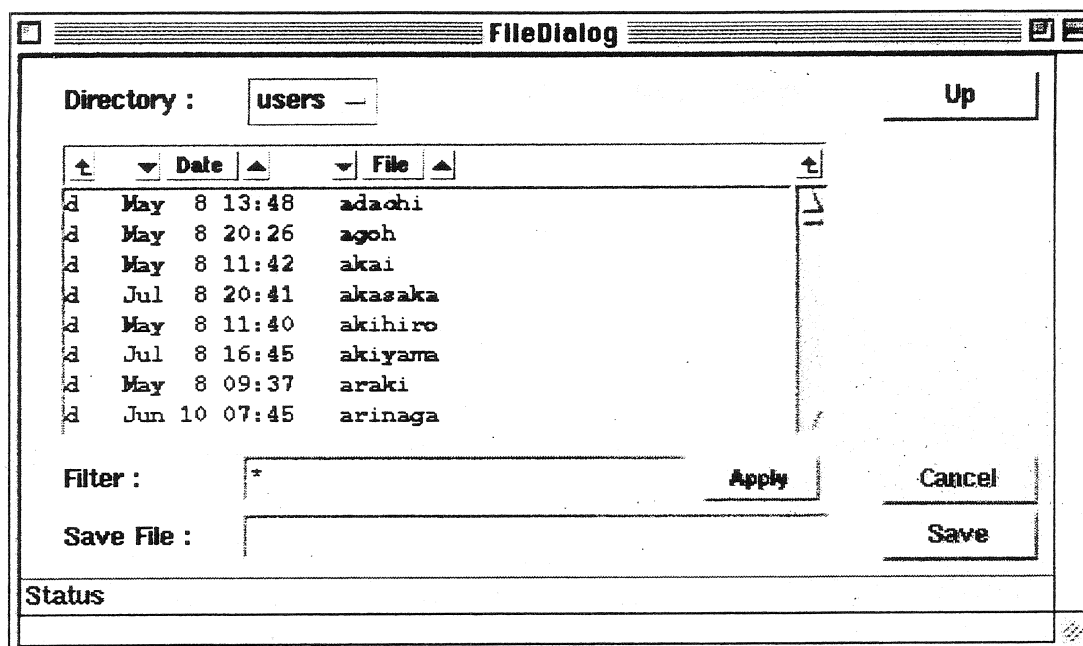 FileDialog
Directory : users Up
Date File
d May 8 13:48 adachi
d May 8 20:26 agoh
d May 8 11:42 akai
d Jul 8 20:41 akasaka
d May 8 11:40 akihiro
d Jul 8 16:45 akiyama
d May 8 09:37 araki
d Jun 10 07:45 arinaga
Filter : * Apply Cancel
Save File : Save
Status